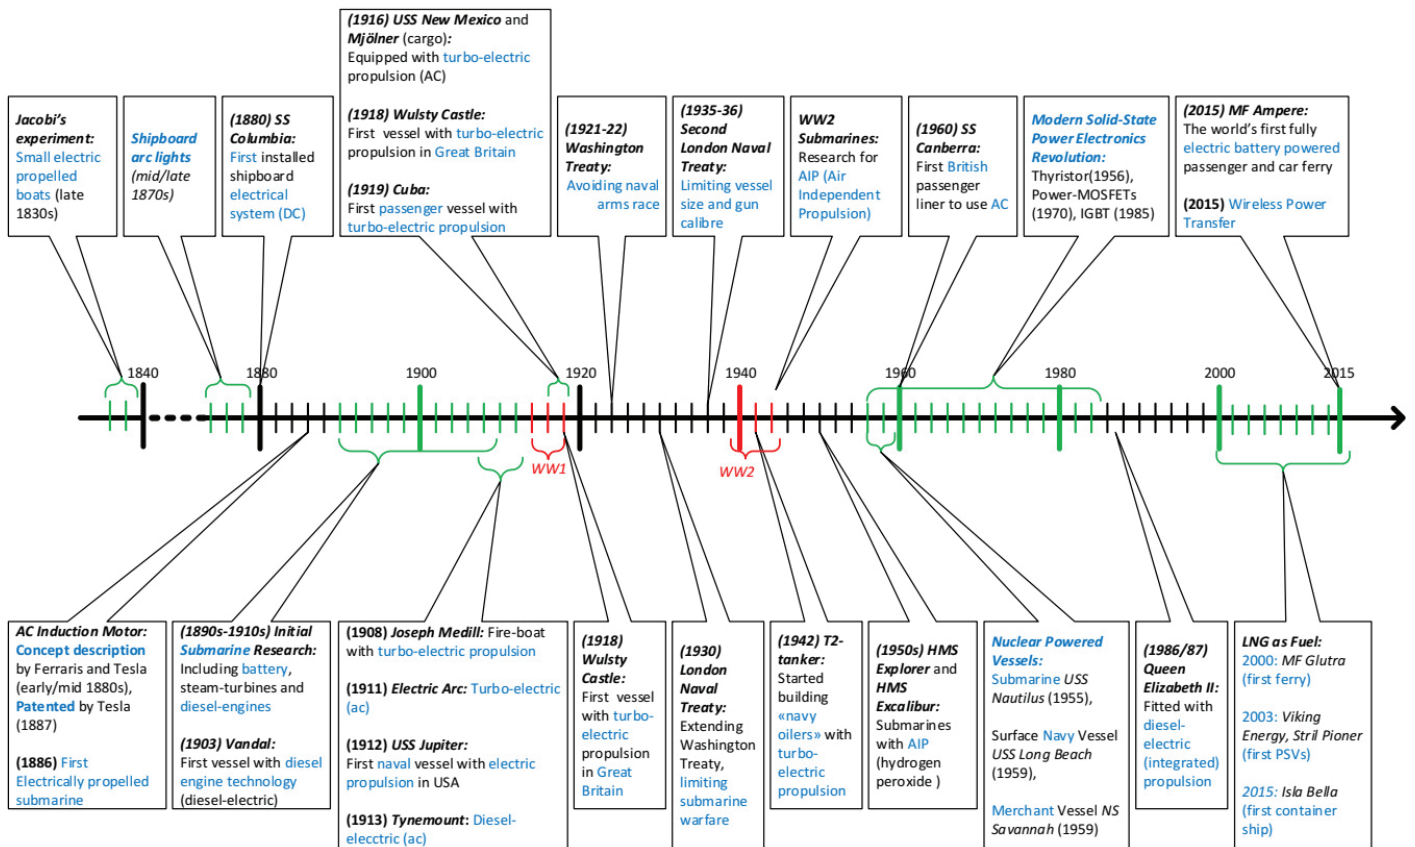 Jacobi's
experiment:
Small electric
propelled
boats (late
1830s)
Shipboard
arc lights
(mid/late
1870s)
(1880) SS
Columbia:
First installed
shipboard
electrical
system (DC)
(1916) USS New Mexico and
Mjölner (cargo):
Equipped with turbo-electric
propulsion (AC)
(1918) Wulsty Castle:
First vessel with turbo-electric
propulsion in Great Britain
(1919) Cuba:
First passenger vessel with
turbo-electric propulsion
(1921-22)
Washington
Treaty:
Avoiding naval
arms race
(1935-36)
Second
London Naval
Treaty:
Limiting vessel
size and gun
calibre
WW2
Submarines:
Research for
AIP (Air
Independent
Propulsion)
(1960) SS
Canberra:
First British
passenger
liner to use AC
Modern Solid-State
Power Electronics
Revolution:
Thyristor(1956),
Power-MOSFETs
(1970), IGBT (1985)
(2015) MF Ampere:
The world's first fully
electric battery powered
passenger and car ferry
(2015) Wireless Power
Transfer
1840
1880
1900
1920
1940
1960
1980
2000
2015
WW1
WW2
AC Induction Motor:
Concept description
by Ferraris and Tesla
(early/mid 1880s),
Patented by Tesla
(1887)
(1886) First
Electrically propelled
submarine
(1890s-1910s) Initial
Submarine Research:
Including battery,
steam-turbines and
diesel-engines
(1903) Vandal:
First vessel with diesel
engine technology
(diesel-electric)
(1908) Joseph Medill: Fire-boat
with turbo-electric propulsion
(1911) Electric Arc: Turbo-electric
(ac)
(1912) USS Jupiter:
First naval vessel with electric
propulsion in USA
(1913) Tynemount: Diesel-
elecctric (ac)
(1918)
Wulsty
Castle:
First vessel
with turbo-
electric
propulsion
in Great
Britain
(1930)
London
Naval
Treaty:
Extending
Washington
Treaty,
limiting
submarine
warfare
(1942) T2-
tanker:
Started
building
«navy
oilers» with
turbo-
electric
propulsion
(1950s) HMS
Explorer and
HMS
Excalibur:
Submarines
with AIP
(hydrogen
peroxide )
Nuclear Powered
Vessels:
Submarine USS
Nautilus (1955),
Surface Navy Vessel
USS Long Beach
(1959),
Merchant Vessel NS
Savannah (1959)
(1986/87)
Queen
Elizabeth II:
Fitted with
diesel-
electric
(integrated)
propulsion
LNG as Fuel:
2000: MF Glutra
(first ferry)
2003: Viking
Energy, Stril Pioner
(first PSVs)
2015: Isla Bella
(first container
ship)